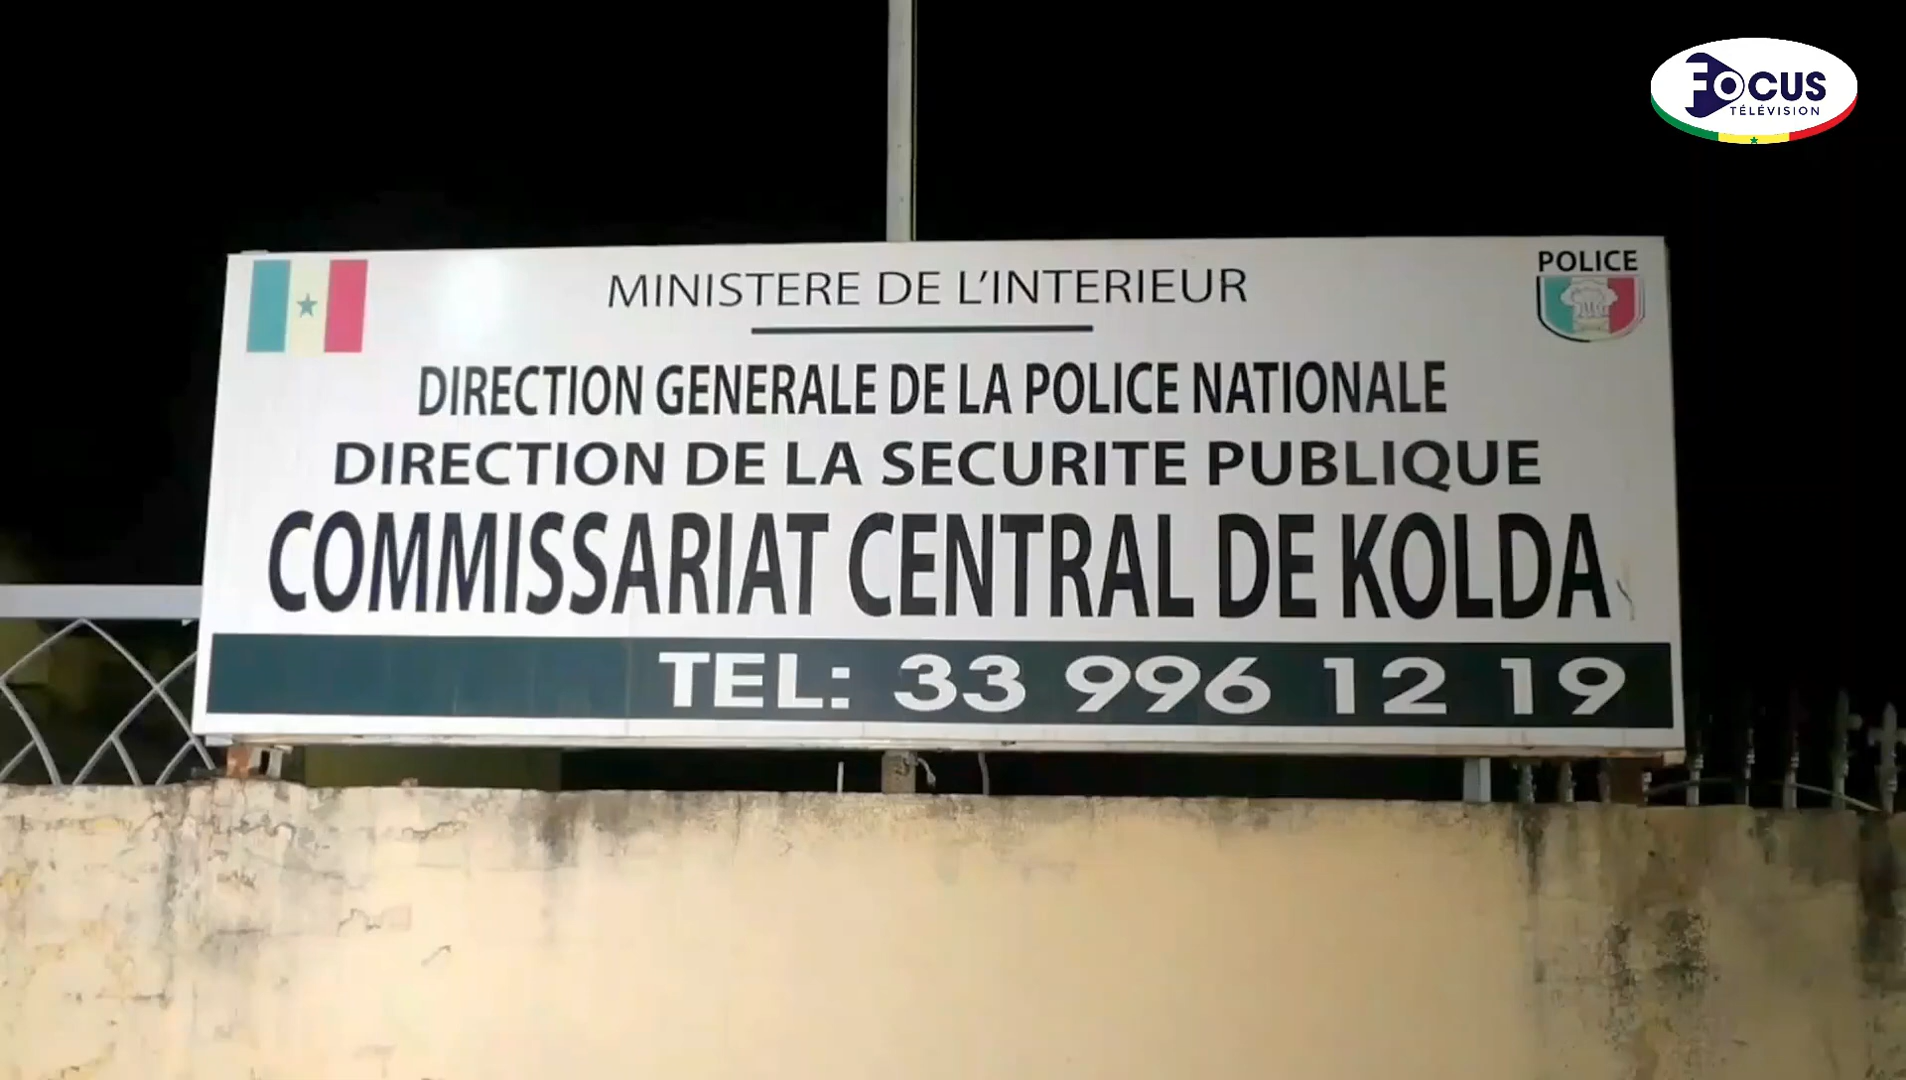 FOCUS
TÉLÉVISION
POLICE
MINISTERE DE L'INTERIEUR
DIRECTION GENERALE DE LA POLICE NATIONALE
DIRECTION DE LA SECURITE PUBLIQUE
COMMISSARIAT CENTRAL DE KOLDA
TEL: 33 996 12 19